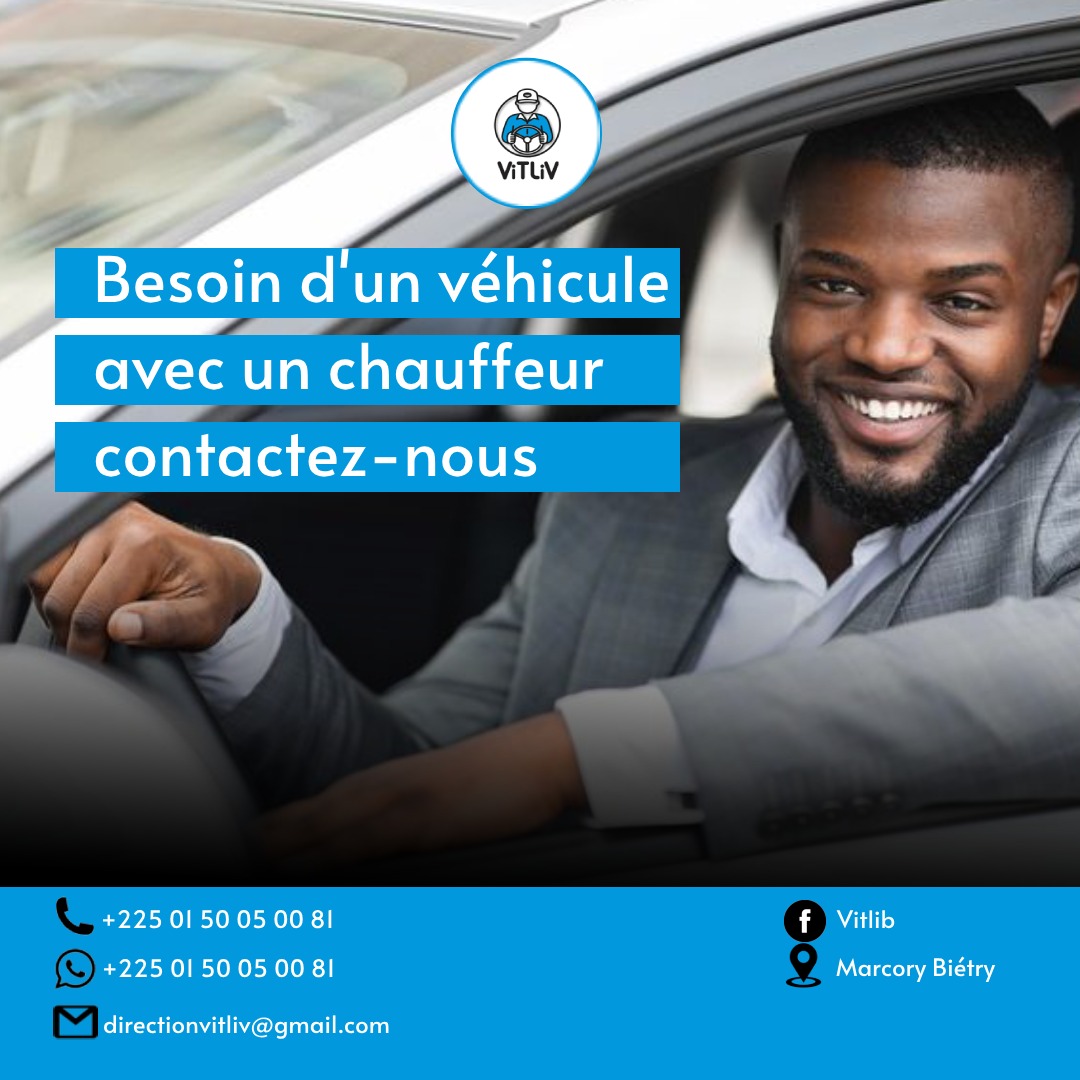 ViTLiV
Besoin d'un véhicule
avec un chauffeur
contactez-nous
+225 01 50 05 00 81
+225 01 50 05 00 81
directionvitliv@gmail.com
Vitlib
Marcory Biétry